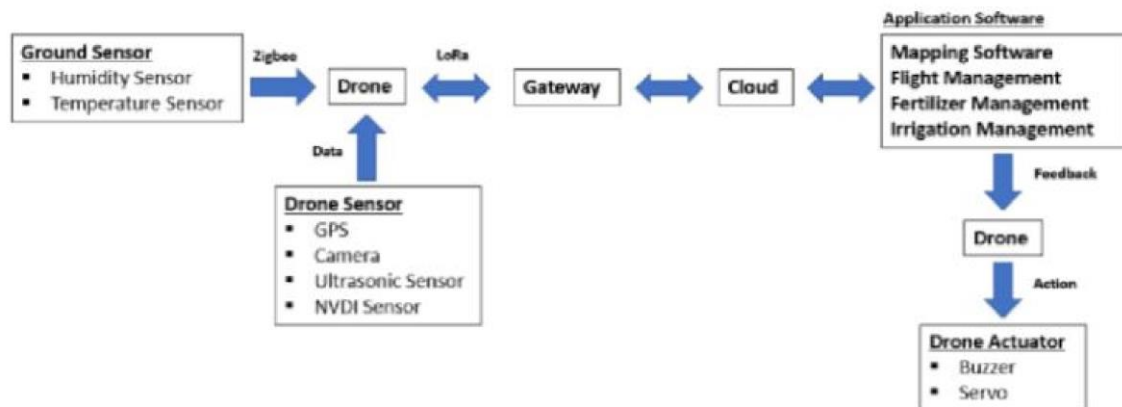 Ground Sensor
▪ Humidity Sensor
▪ Temperature Sensor
Zigbee
Drone
LoRa
Gateway
Cloud
Application Software
Mapping Software
Flight Management
Fertilizer Management
Irrigation Management
Data
Drone Sensor
▪ GPS
▪ Camera
▪ Ultrasonic Sensor
▪ NVDI Sensor
Feedback
Drone
Action
Drone Actuator
▪ Buzzer
▪ Servo